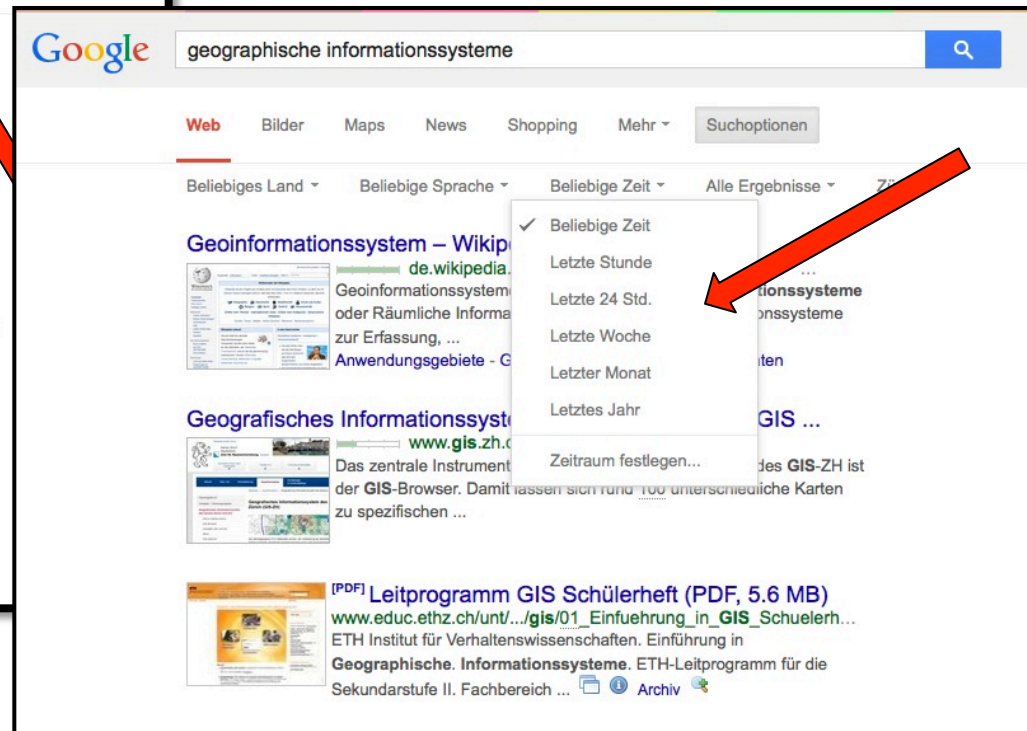 Google geographische informationssysteme
Web Bilder Maps News Shopping Mehr Suchoptionen
Beliebiges Land Beliebige Sprache Beliebige Zeit Alle Ergebnisse
Beliebige Zeit
Letzte Stunde
Letzte 24 Std.
Letzte Woche
Letzter Monat
Letztes Jahr
Zeitraum festlegen...
Geoinformationssystem – Wikip
de.wikipedia. ...
Geoinformationssysteme tionssysteme
oder Räumliche Informa onssysteme
zur Erfassung, ...
Anwendungsgebiete - G ten
Geografisches Informationssyste GIS ...
www.gis.zh.c
Das zentrale Instrument des GIS-ZH ist
der GIS-Browser. Damit lassen sich rund 100 unterschiedliche Karten
zu spezifischen ...
[PDF] Leitprogramm GIS Schülerheft (PDF, 5.6 MB)
www.educ.ethz.ch/unt/.../gis/01_Einfuehrung_in_GIS_Schuelerh...
ETH Institut für Verhaltenswissenschaften. Einführung in
Geographische. Informationssysteme. ETH-Leitprogramm für die
Sekundarstufe II. Fachbereich ... Archiv